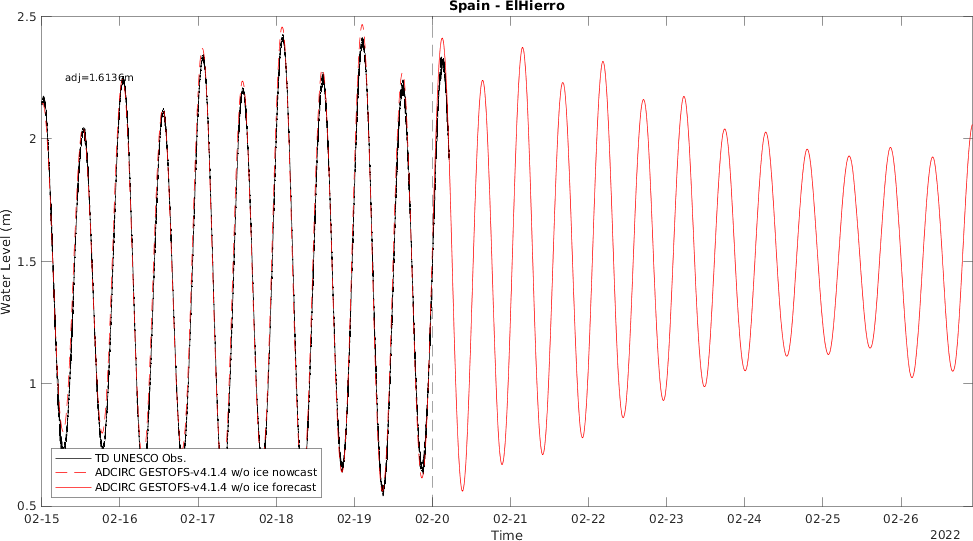 Spain - ElHierro
2.5
adj=1.6136m
2
Water Level (m)
1.5
1
TD UNESCO Obs.
ADCIRC GESTOFS-v4.1.4 w/o ice nowcast
ADCIRC GESTOFS-v4.1.4 w/o ice forecast
0.5
02-15 02-16 02-17 02-18 02-19 02-20 02-21 02-22 02-23 02-24 02-25 02-26
Time
2022